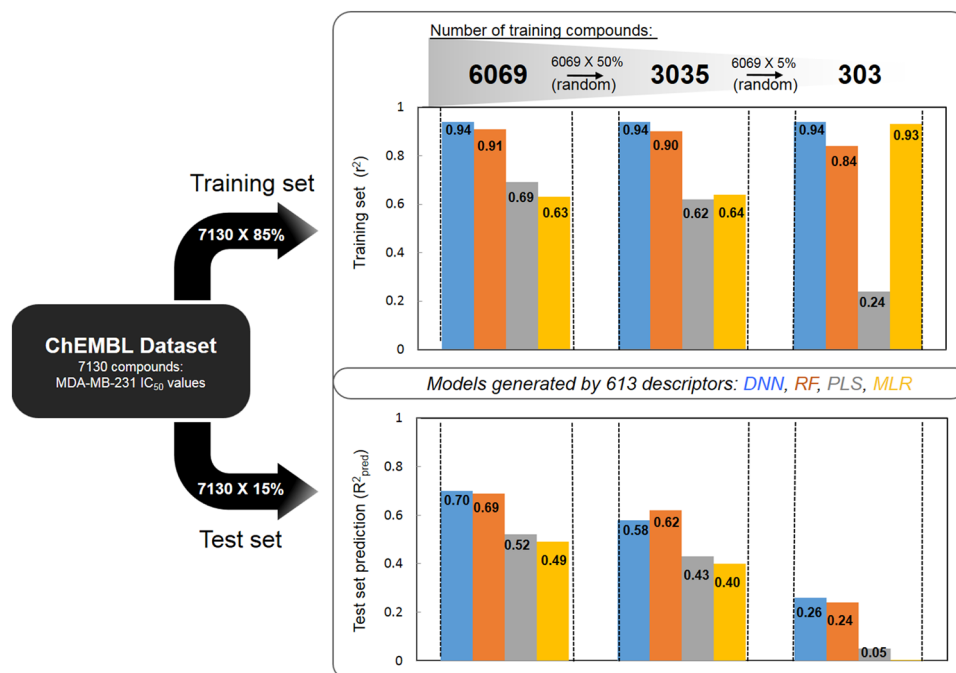 Number of training compounds:
6069
6069 X 50%
(random)
3035
6069 X 5%
(random)
303
Training set (r²)
1
0.8
0.6
0.4
0.2
0
0.94
0.91
0.69
0.63
0.94
0.90
0.62
0.64
0.94
0.84
0.24
0.93
Training set
7130 X 85%
ChEMBL Dataset
7130 compounds:
MDA-MB-231 IC₅₀ values
7130 X 15%
Test set
Models generated by 613 descriptors: DNN, RF, PLS, MLR
Test set prediction (R²pred)
1
0.8
0.6
0.4
0.2
0
0.70
0.69
0.52
0.49
0.58
0.62
0.43
0.40
0.26
0.24
0.05